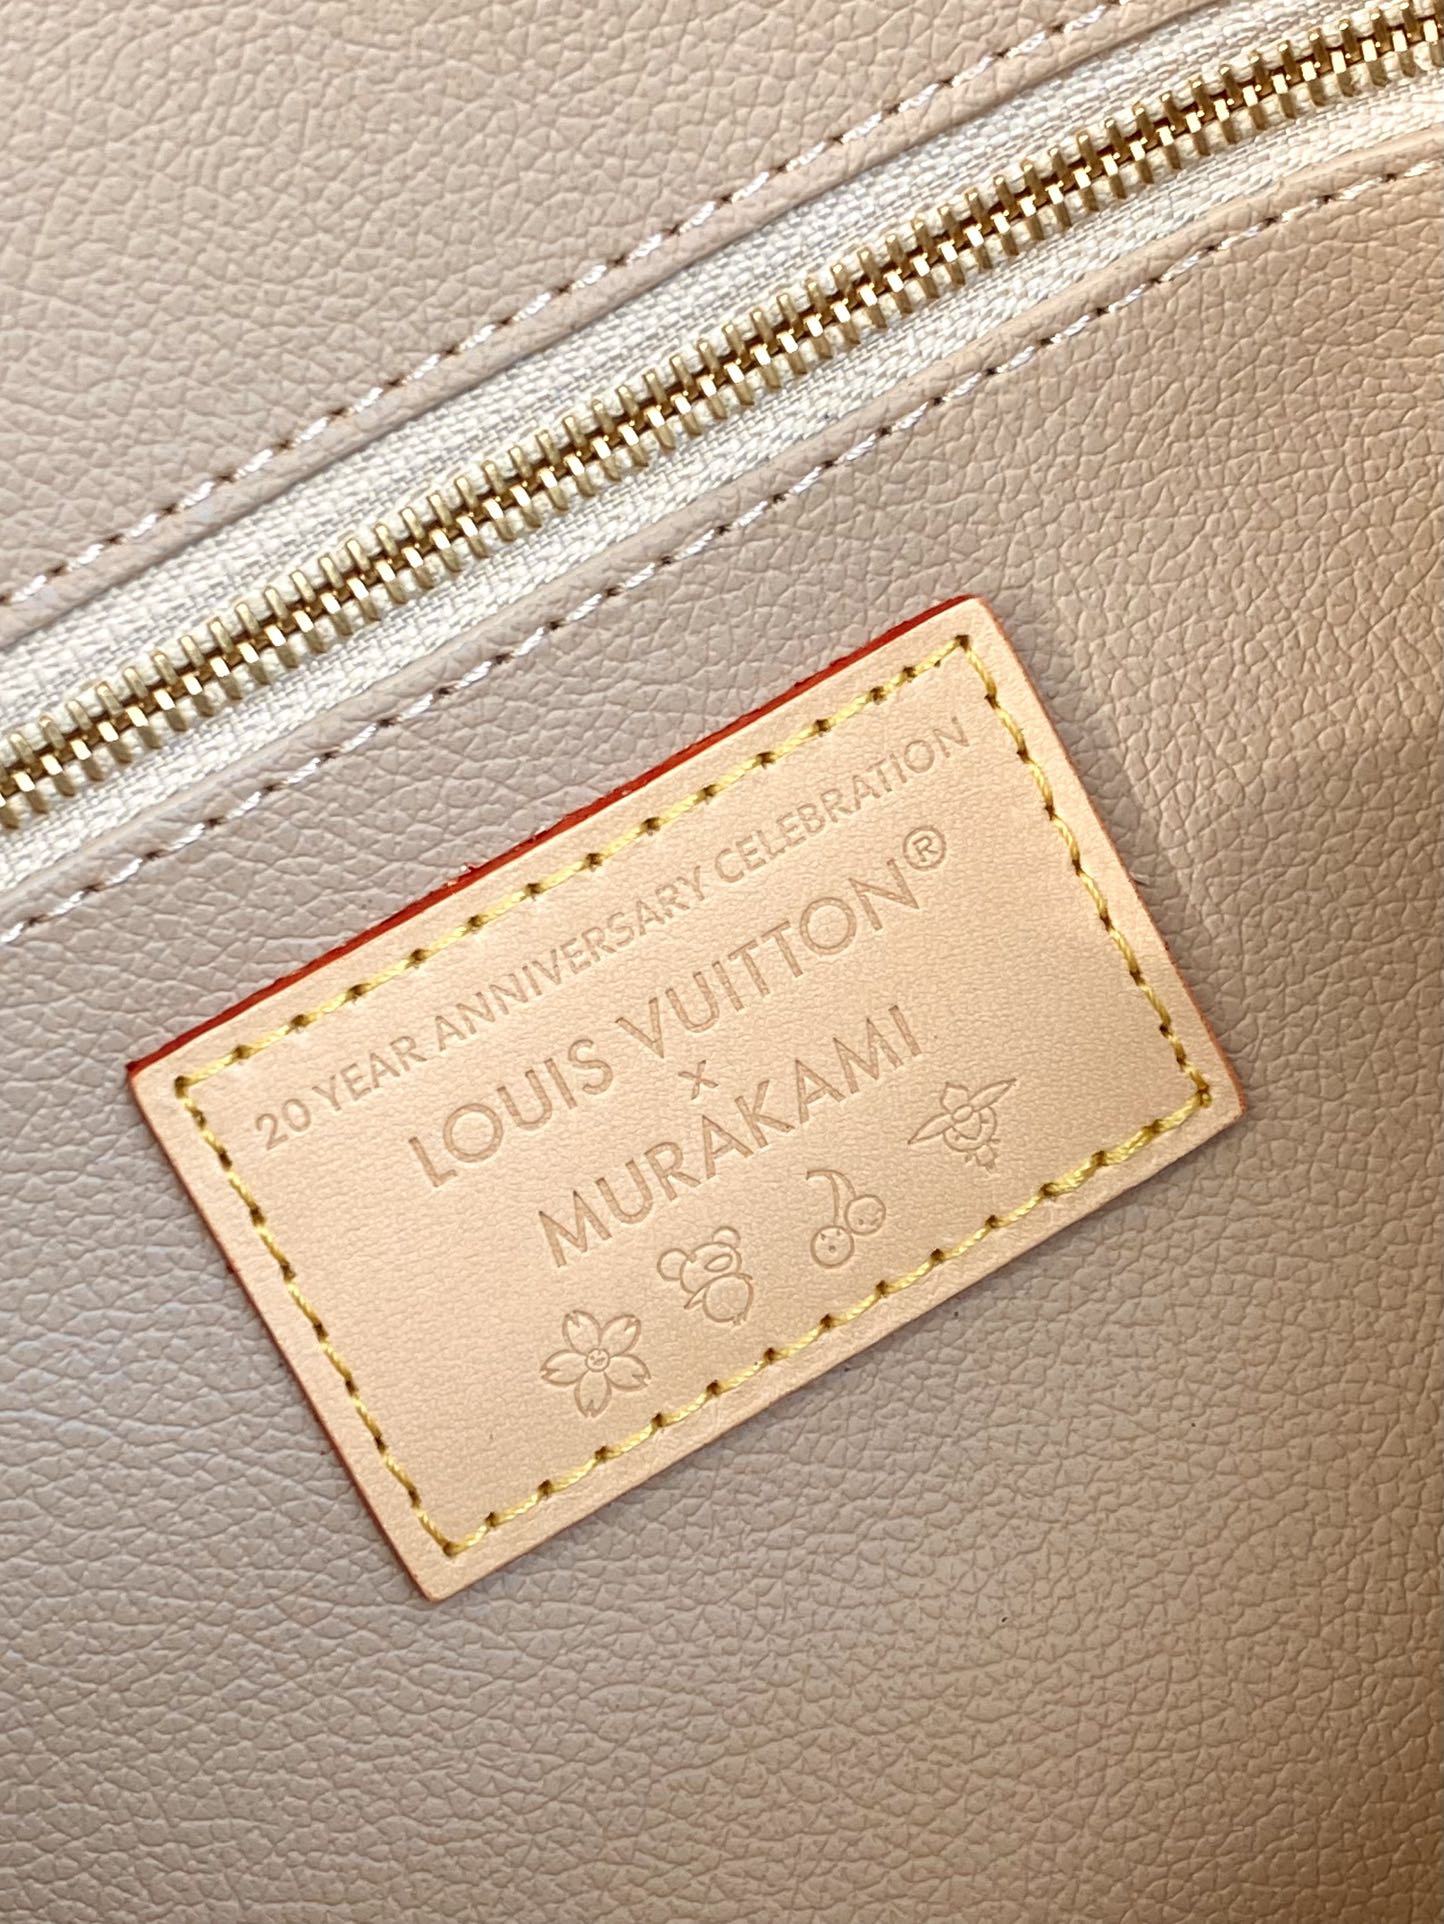 20 YEAR ANNIVERSARY CELEBRATION
LOUIS VUITTON®
x
MURAKAMI